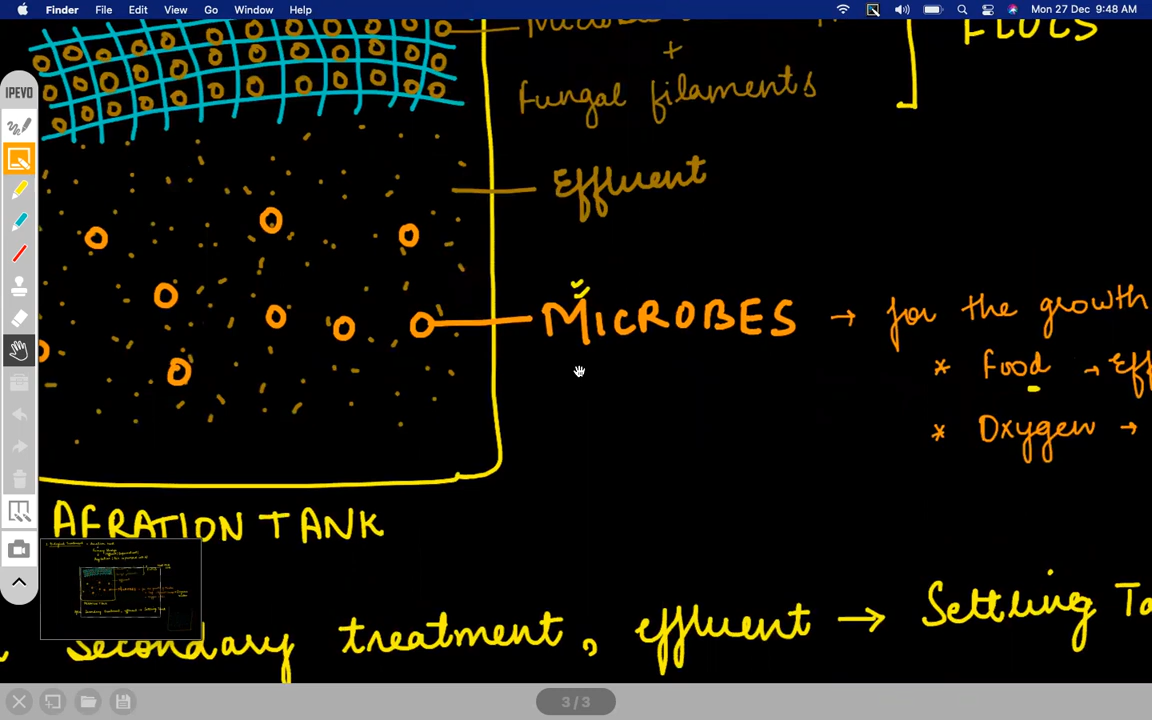 Finder File Edit View Window Help Mon 27 Dec 9:48 AM
IPEVO
FLOCS
+
Fungal filaments
Effluent
MICROBES → for the growth
* Food → Eff
* Oxygen →
AERATION TANK
Secondary treatment, effluent → Settling Ta
3 / 3